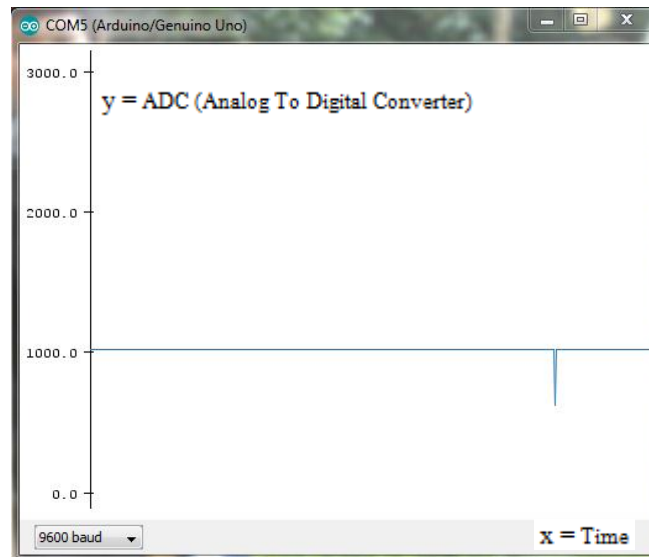 COM5 (Arduino/Genuino Uno)
3000.0
y = ADC (Analog To Digital Converter)
2000.0
1000.0
0.0
9600 baud
x = Time